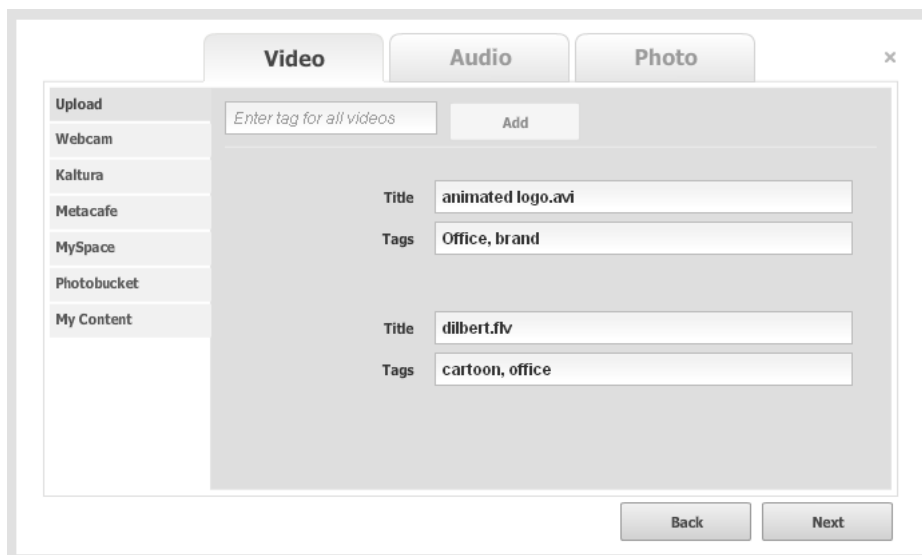 Video
Audio
Photo
×
Upload
Webcam
Kaltura
Metacafe
MySpace
Photobucket
My Content
Enter tag for all videos
Add
Title animated logo.avi
Tags Office, brand
Title dilbert.flv
Tags cartoon, office
Back
Next